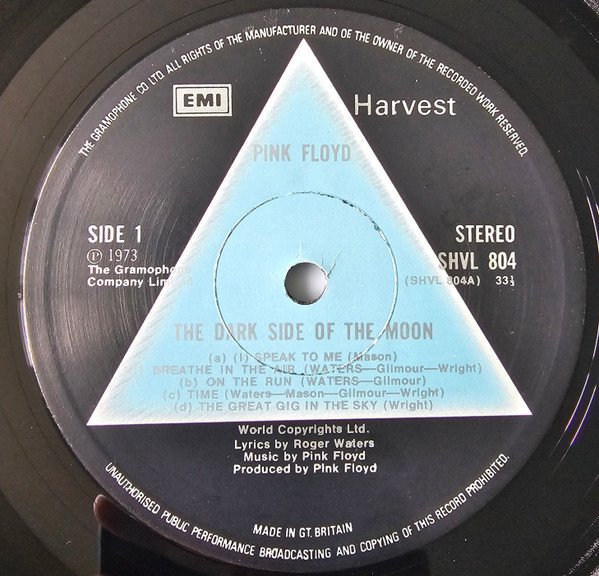 THE GRAMOPHONE CO LTD. ALL RIGHTS OF THE MANUFACTURER AND OF THE OWNER OF THE RECORDED WORK RESERVED.
EMI
Harvest
PINK FLOYD
SIDE 1
STEREO
℗ 1973
SHVL 804
The Gramophone
(SHVL 804A) 33⅓
Company Limited
THE DARK SIDE OF THE MOON
(a) (I) SPEAK TO ME (Mason)
BREATHE IN THE AIR (WATERS—Gilmour—Wright)
(b) ON THE RUN (WATERS—Gilmour)
(c) TIME (Waters—Mason—Gilmour—Wright)
(d) THE GREAT GIG IN THE SKY (Wright)
World Copyrights Ltd.
Lyrics by Roger Waters
Music by Pink Floyd
Produced by Pink Floyd
MADE IN GT. BRITAIN
UNAUTHORISED PUBLIC PERFORMANCE BROADCASTING AND COPYING OF THIS RECORD PROHIBITED.